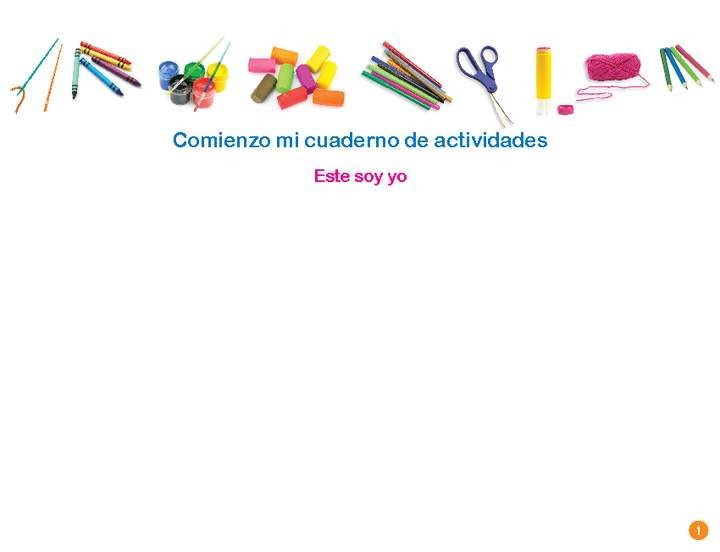 Comienzo mi cuaderno de actividades
Este soy yo
1